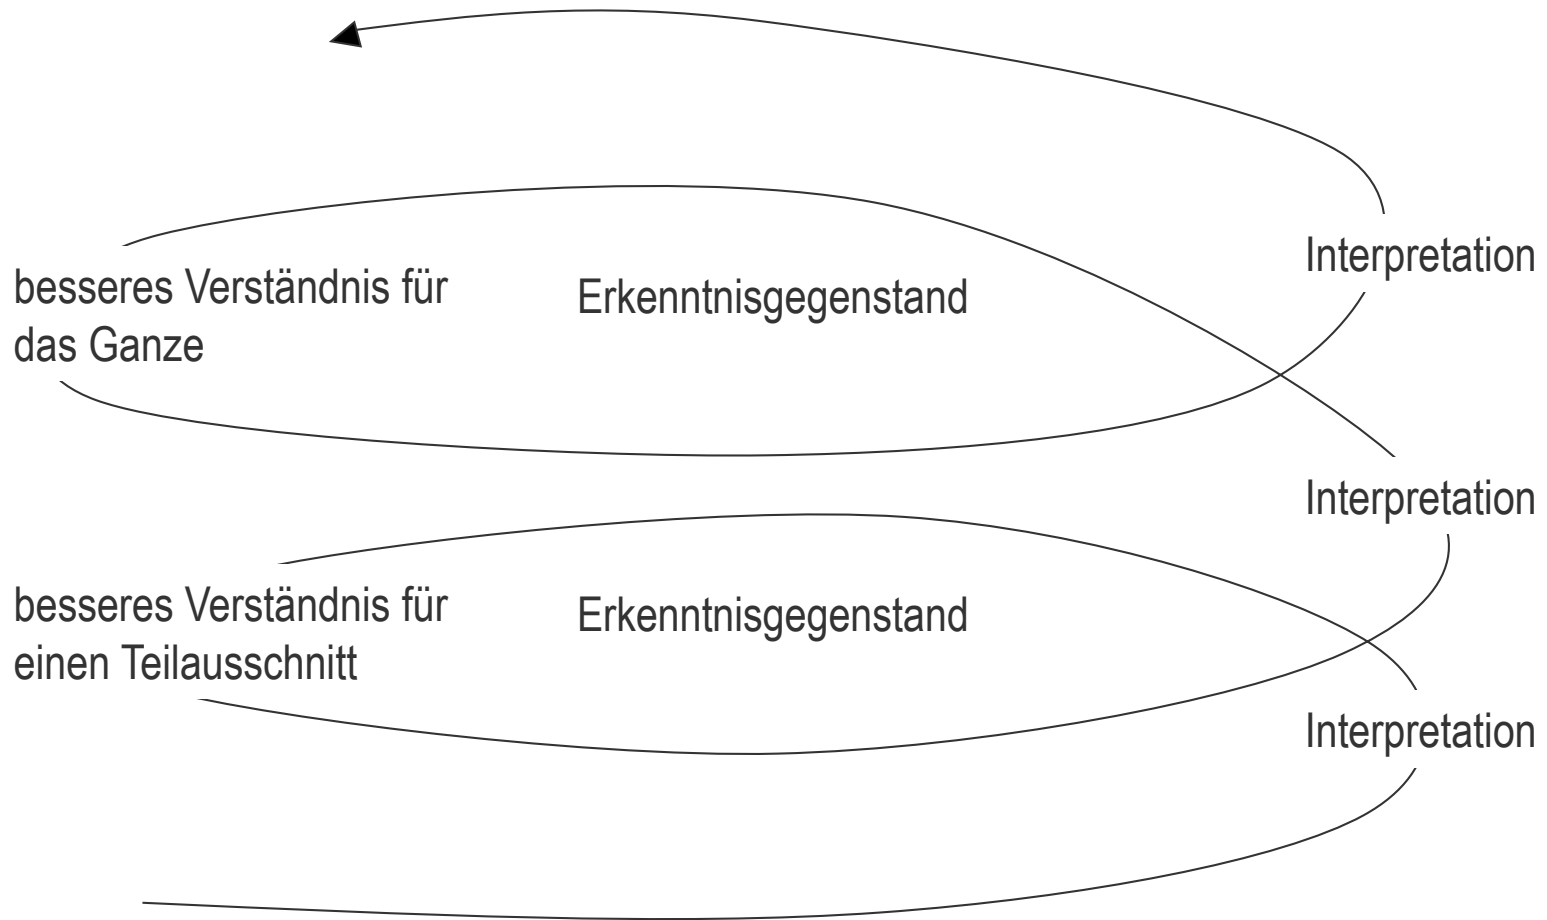 Interpretation
besseres Verständnis für
das Ganze
Erkenntnisgegenstand
Interpretation
besseres Verständnis für
einen Teilausschnitt
Erkenntnisgegenstand
Interpretation